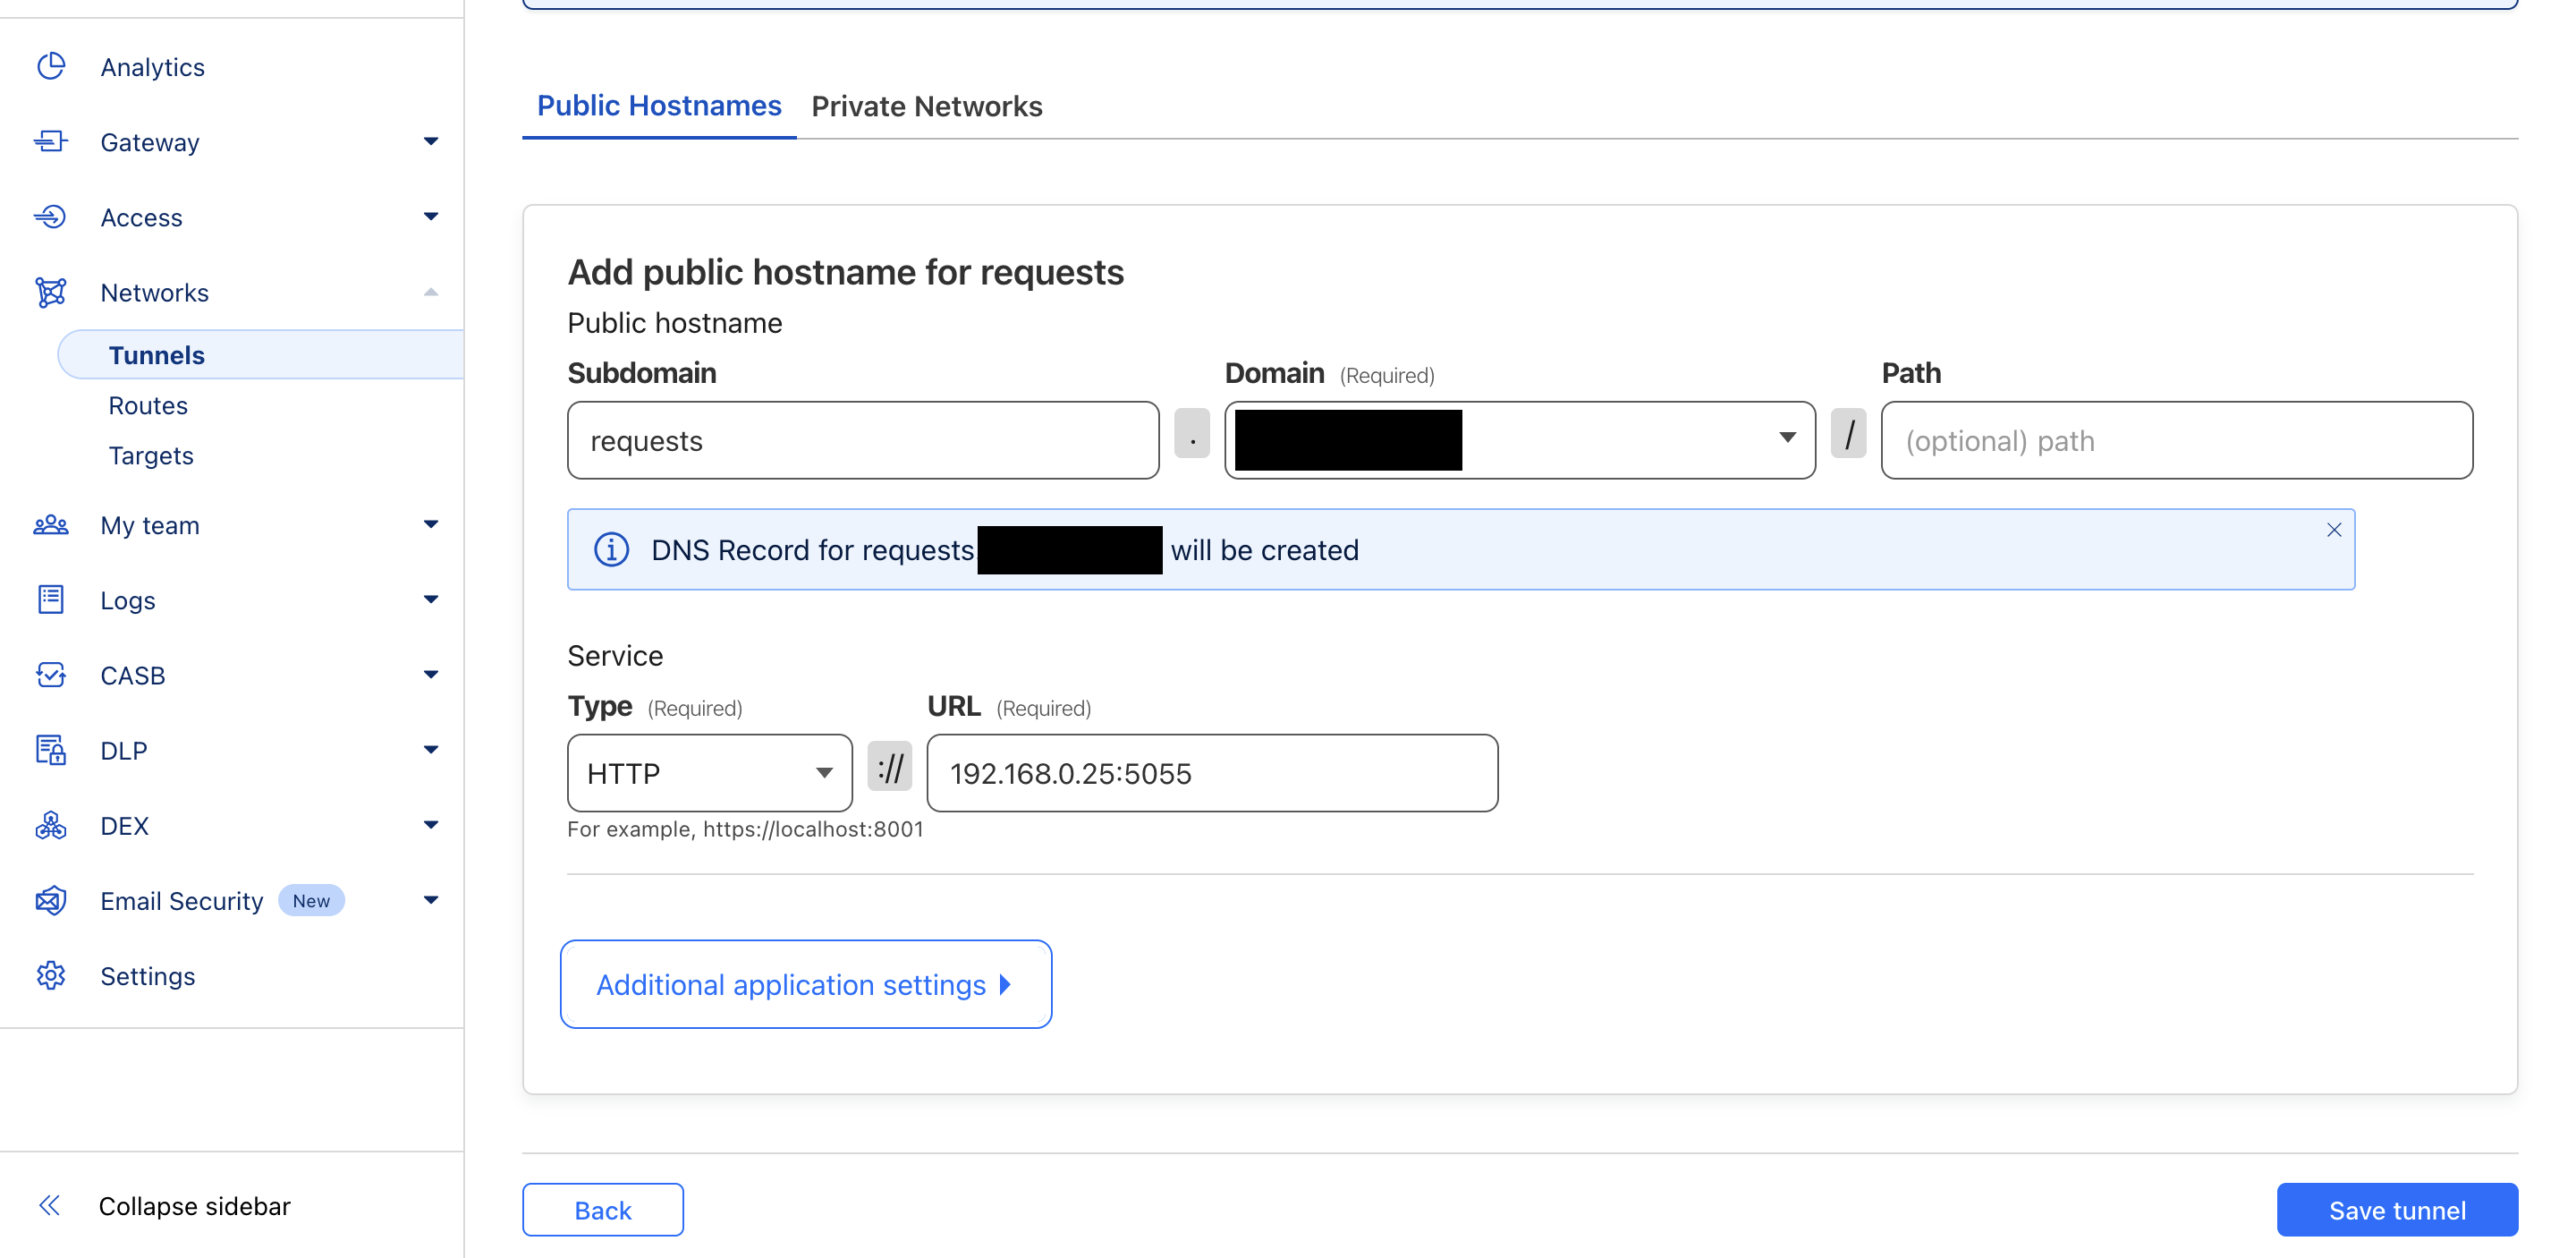 Analytics
Gateway
Access
Networks
Tunnels
Routes
Targets
My team
Logs
CASB
DLP
DEX
Email Security New
Settings
Collapse sidebar
Public Hostnames Private Networks
Add public hostname for requests
Public hostname
Subdomain Domain (Required) Path
requests . / (optional) path
DNS Record for requests will be created
Service
Type (Required) URL (Required)
HTTP :// 192.168.0.25:5055
For example, https://localhost:8001
Additional application settings
Back Save tunnel